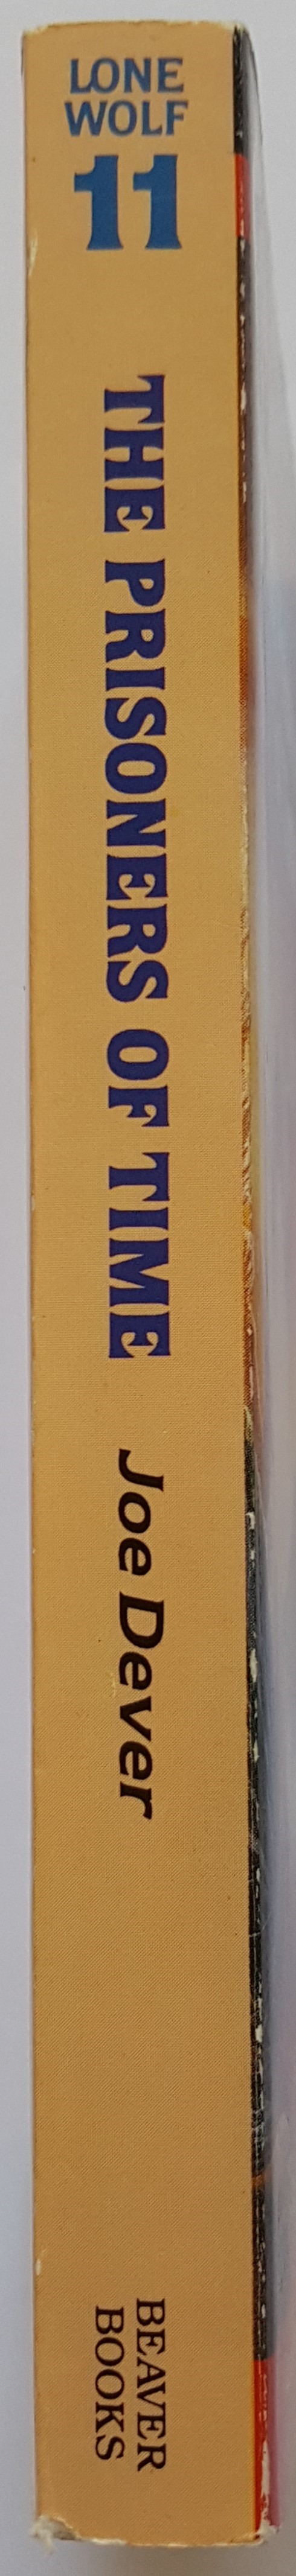 LONE
WOLF
11
THE PRISONERS OF TIME
Joe Dever
BEAVER
BOOKS